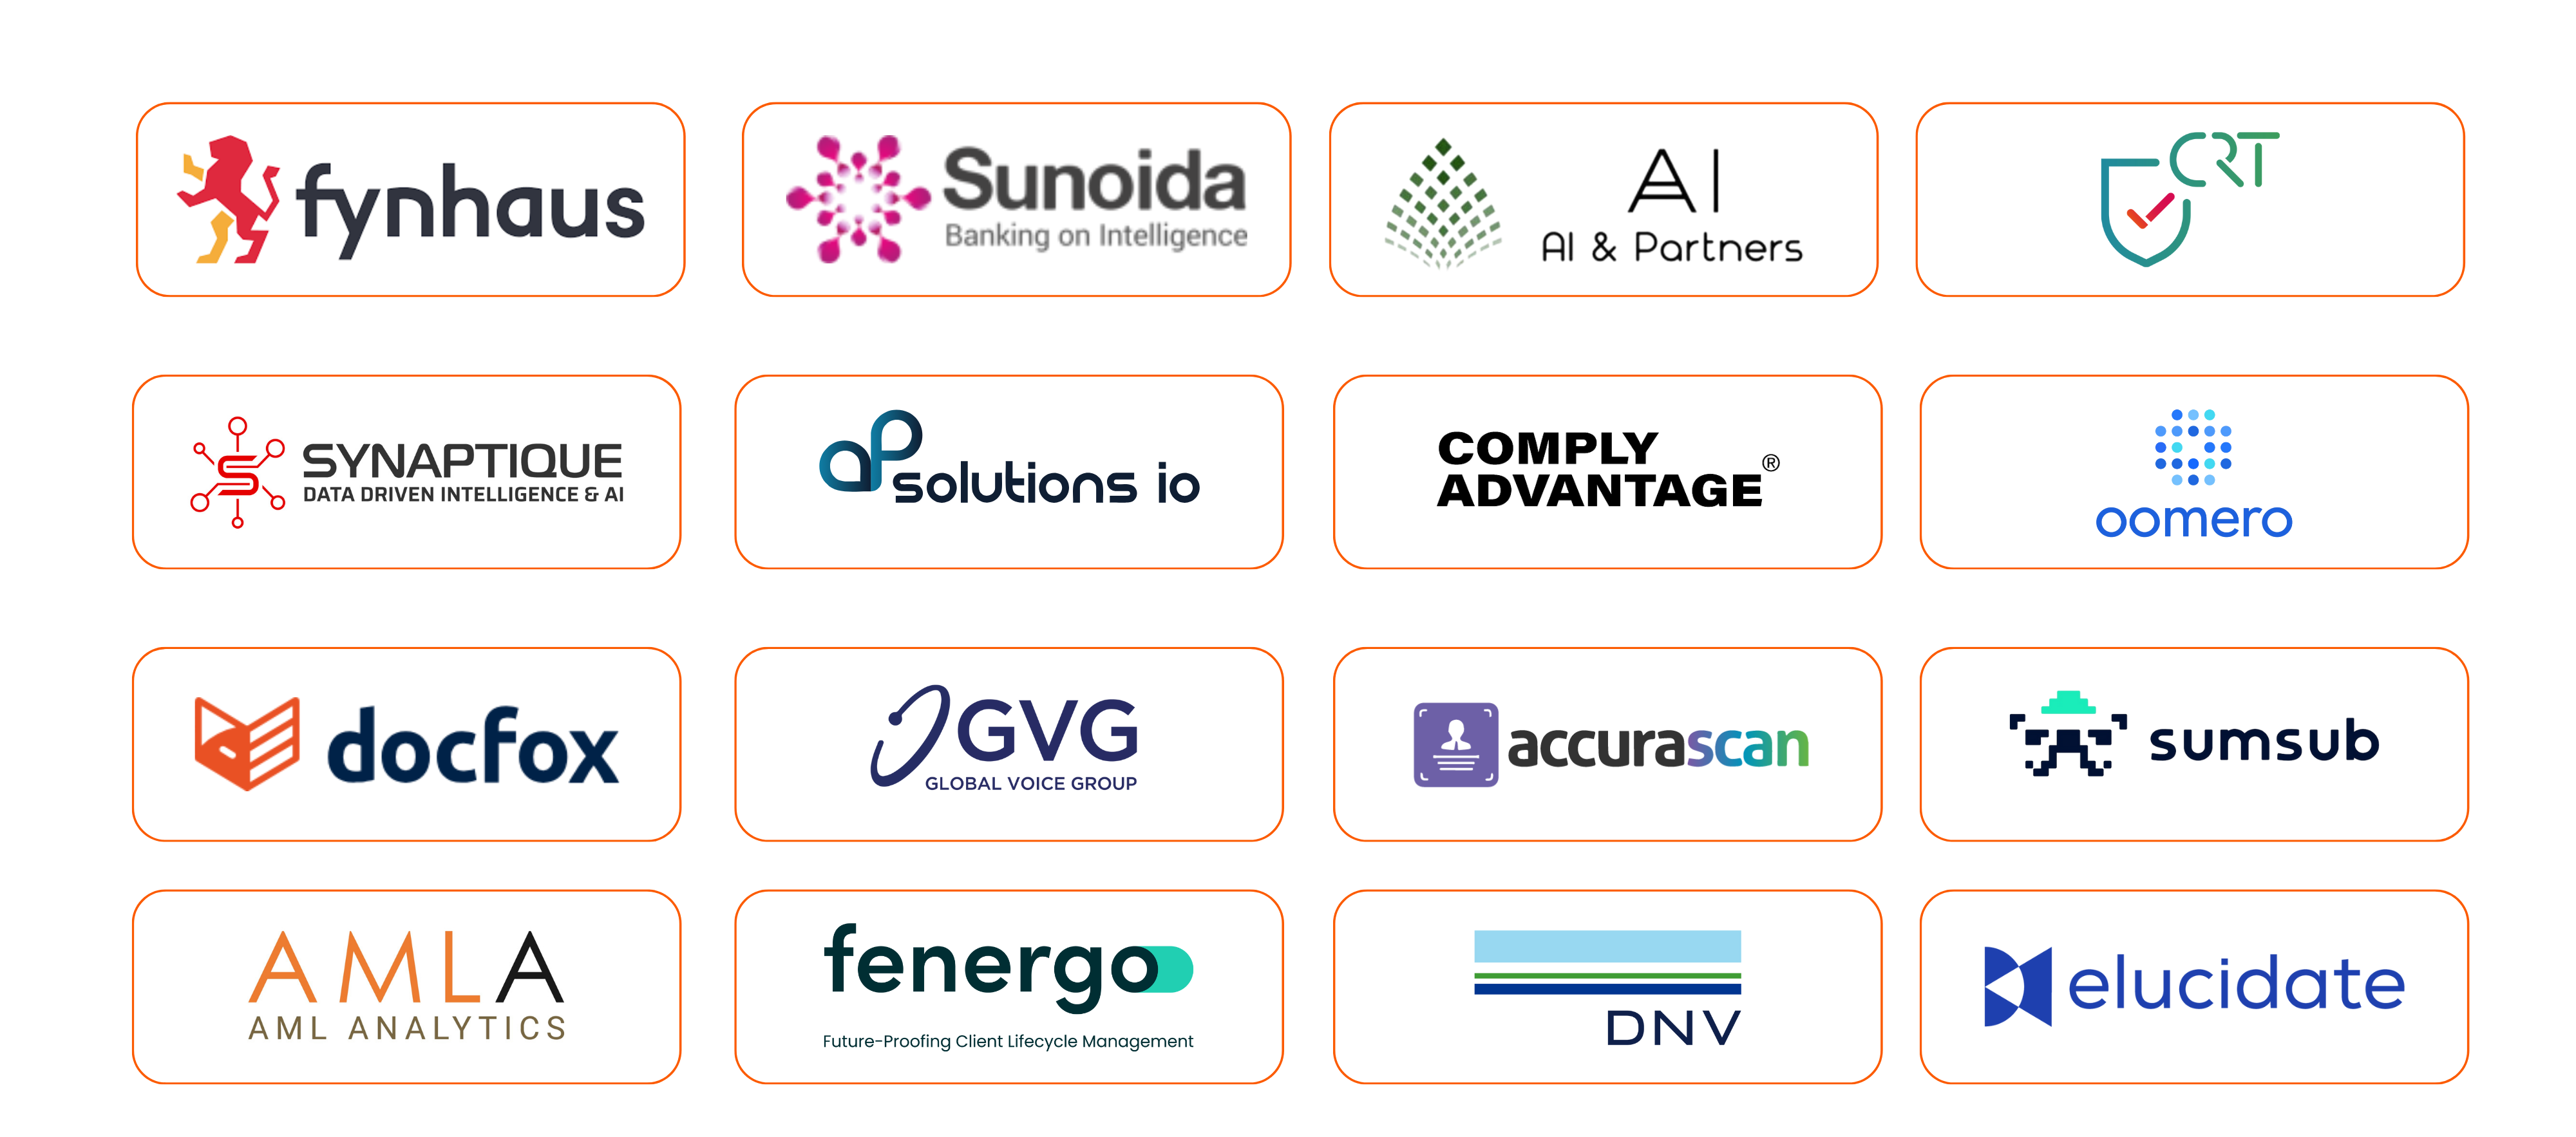 fynhaus
Sunoida
Banking on Intelligence
AI
AI & Partners
CRT
SYNAPTIQUE
DATA DRIVEN INTELLIGENCE & AI
aP
solutions io
COMPLY
ADVANTAGE®
oomero
docfox
GVG
GLOBAL VOICE GROUP
accurascan
sumsub
AMLA
AML ANALYTICS
fenergo
Future-Proofing Client Lifecycle Management
DNV
elucidate